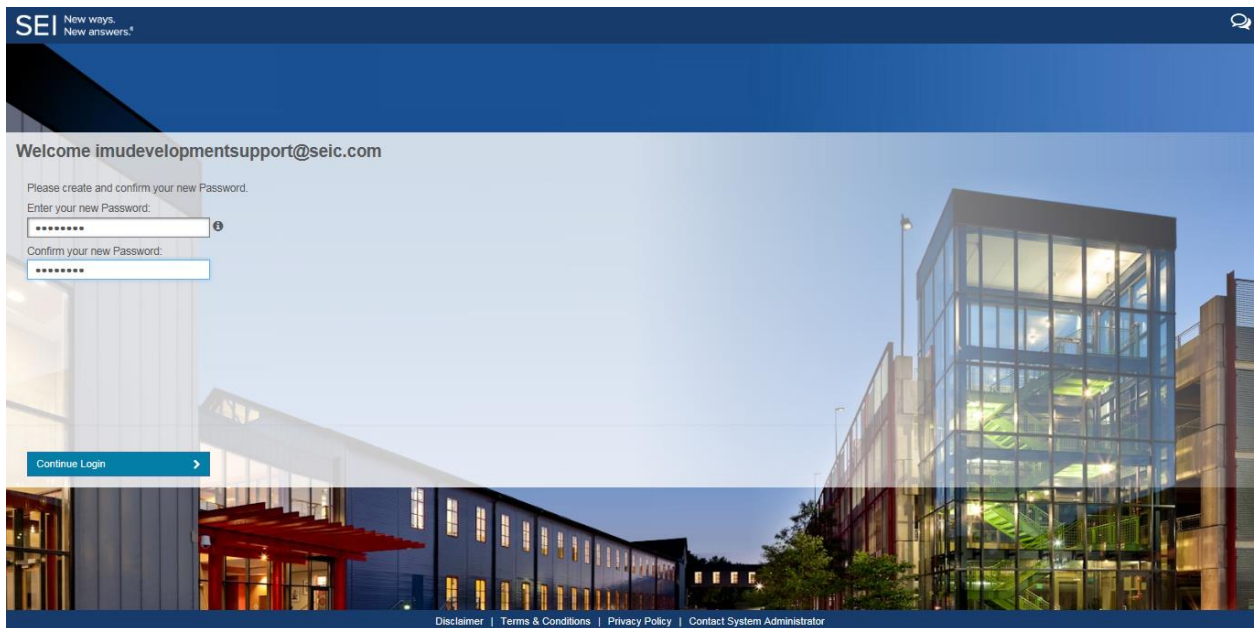 SEI New ways.
New answers.®
Welcome imudevelopmentsupport@seic.com
Please create and confirm your new Password.
Enter your new Password:
••••••••
Confirm your new Password:
••••••••
Continue Login
Disclaimer | Terms & Conditions | Privacy Policy | Contact System Administrator